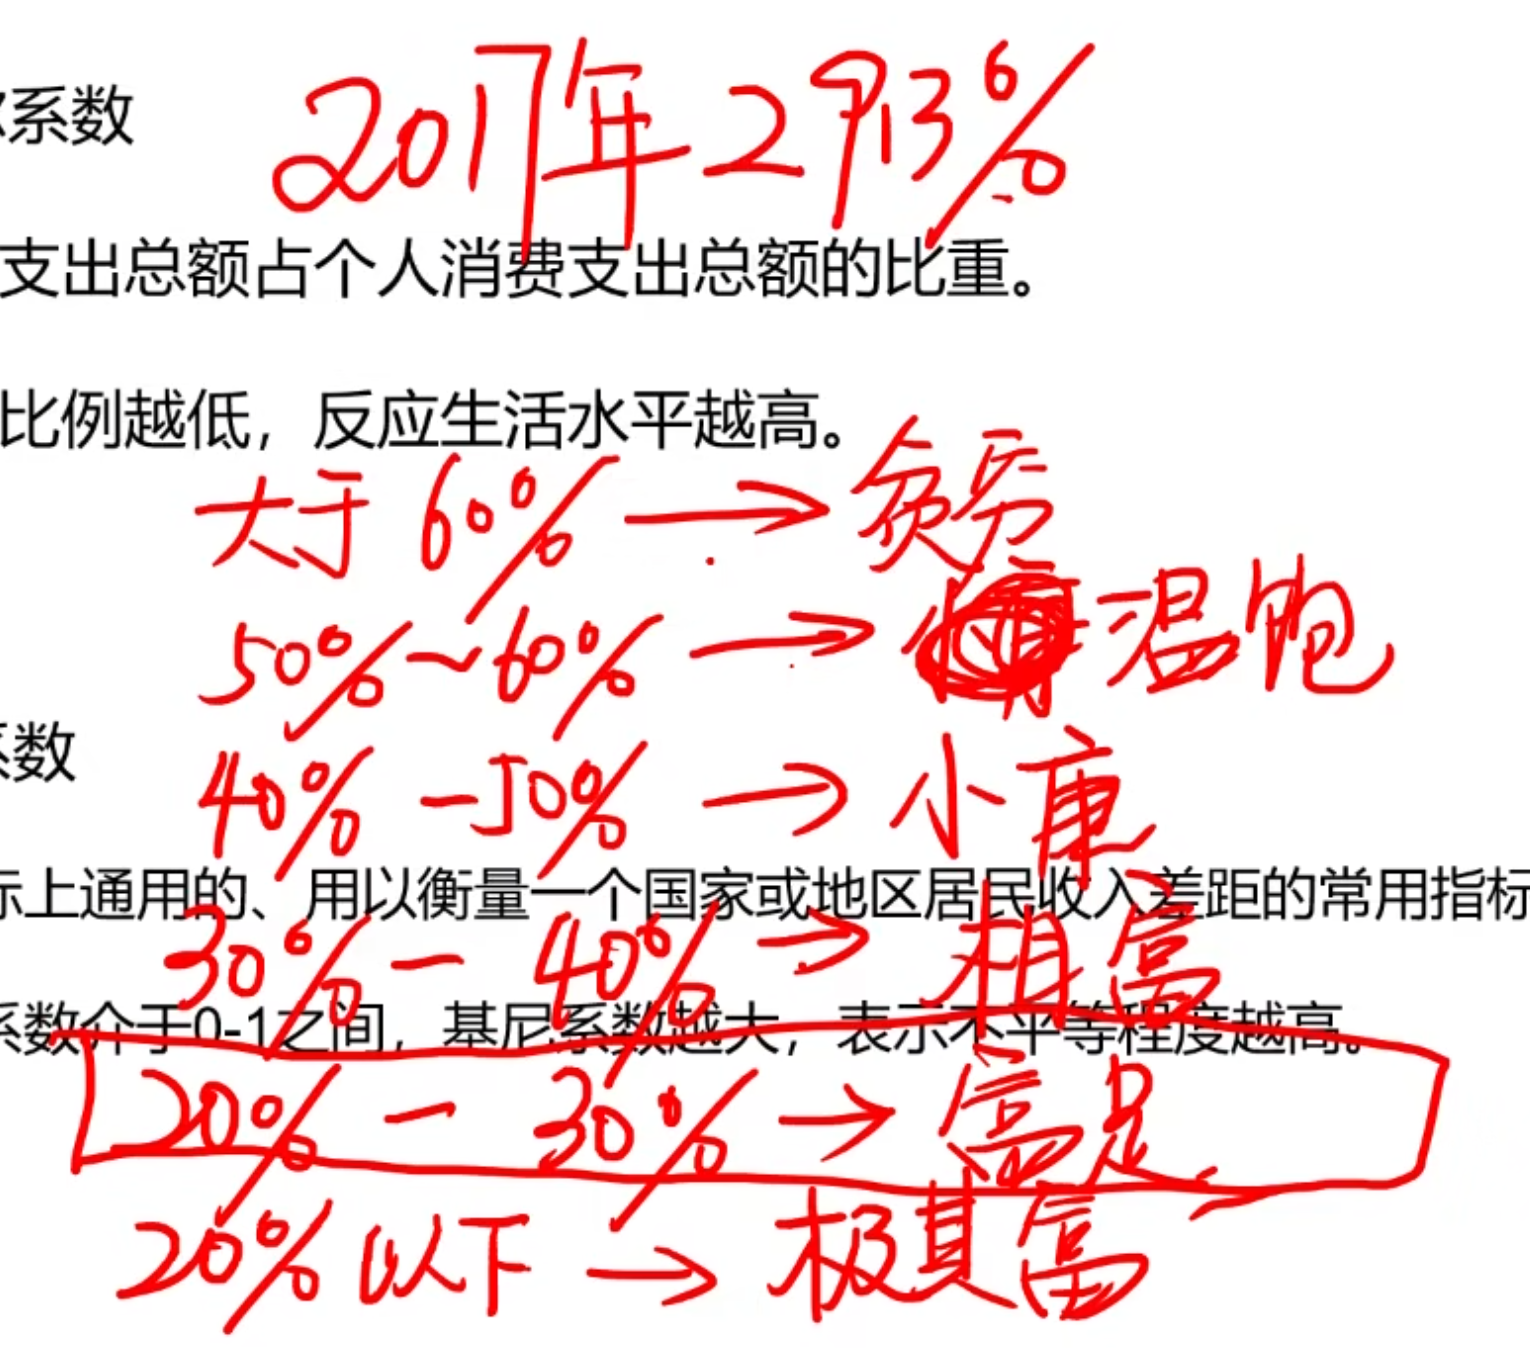 系数 2017年29.3%
支出总额占个人消费支出总额的比重。
比例越低，反应生活水平越高。
大于60% → 贫穷
50%~60% → 温饱
40%-50% → 小康
系数
际上通用的、用以衡量一个国家或地区居民收入差距的常用指标
30%-40% → 相富
系数介于0-1之间，基尼系数越大，表示不平等程度越高。
20%-30% → 富足
20%以下 → 极其富